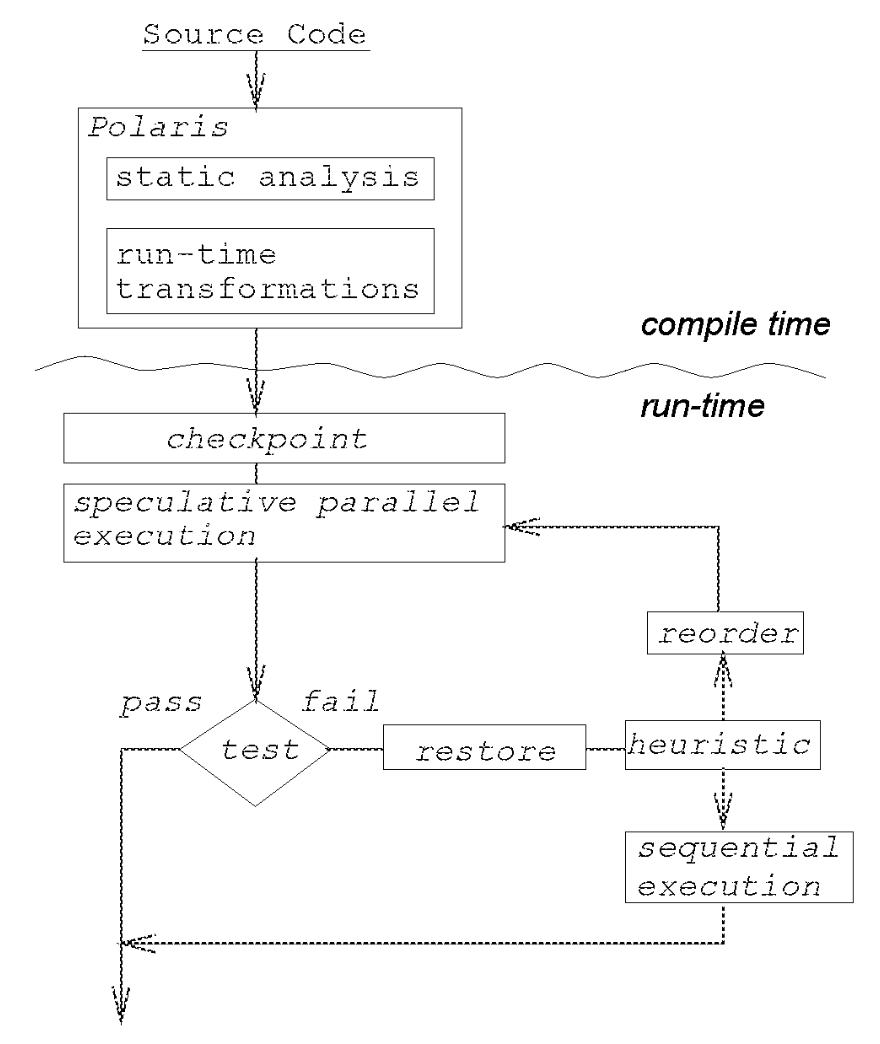 Source Code
Polaris
static analysis
run-time
transformations
compile time
run-time
checkpoint
speculative parallel
execution
reorder
pass
fail
test
restore
heuristic
sequential
execution